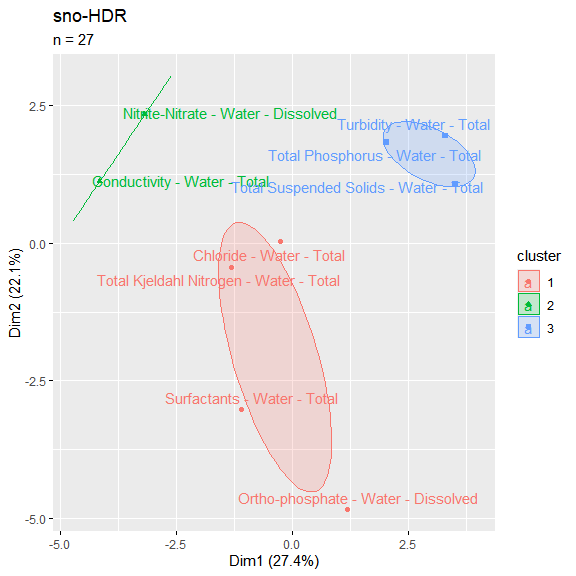 sno-HDR
n = 27
2.5
0.0
-2.5
-5.0
Dim2 (22.1%)
Nitrate-Nitrate - Water - Dissolved
Turbidity - Water - Total
Total Phosphorus - Water - Total
Conductivity - Water - Total
Total Suspended Solids - Water - Total
Chloride - Water - Total
Total Kjeldahl Nitrogen - Water - Total
Surfactants - Water - Total
Ortho-phosphate - Water - Dissolved
-5.0
-2.5
0.0
2.5
Dim1 (27.4%)
cluster
a 1
a 2
a 3